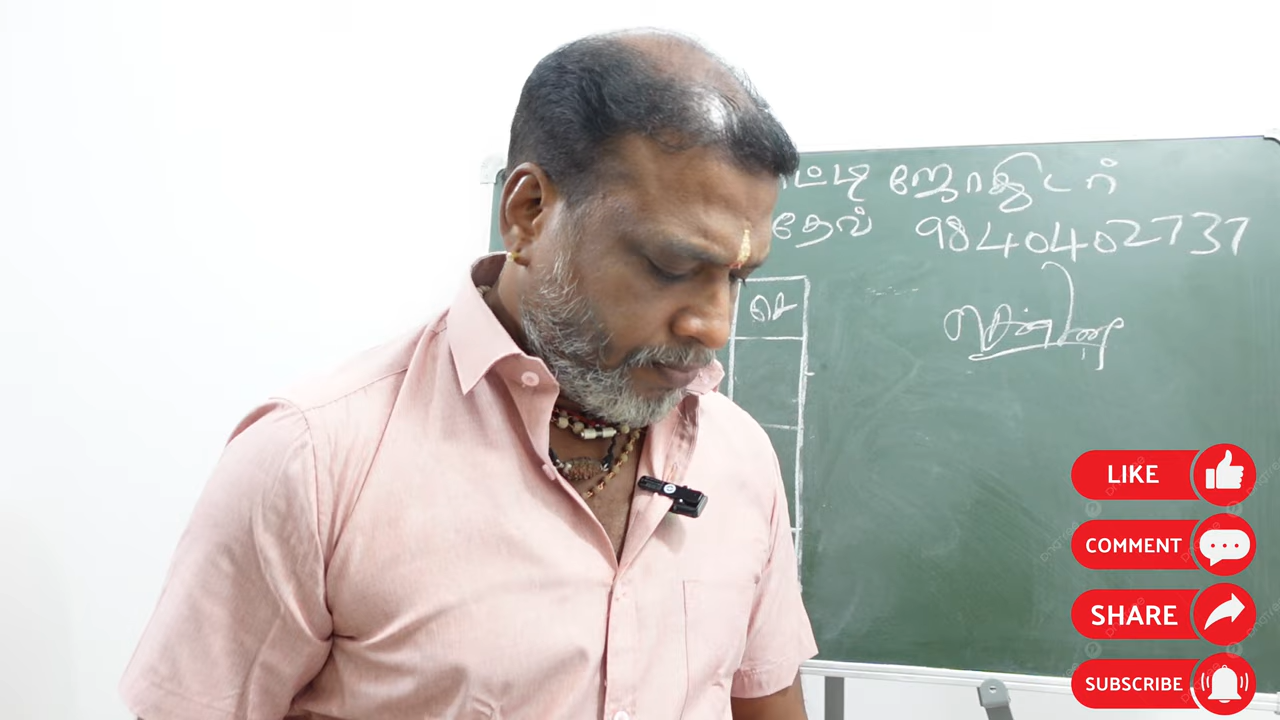 ஜோதிடர்
தேவ் 9840402737
செ
சென்னை
LIKE
COMMENT
SHARE
SUBSCRIBE